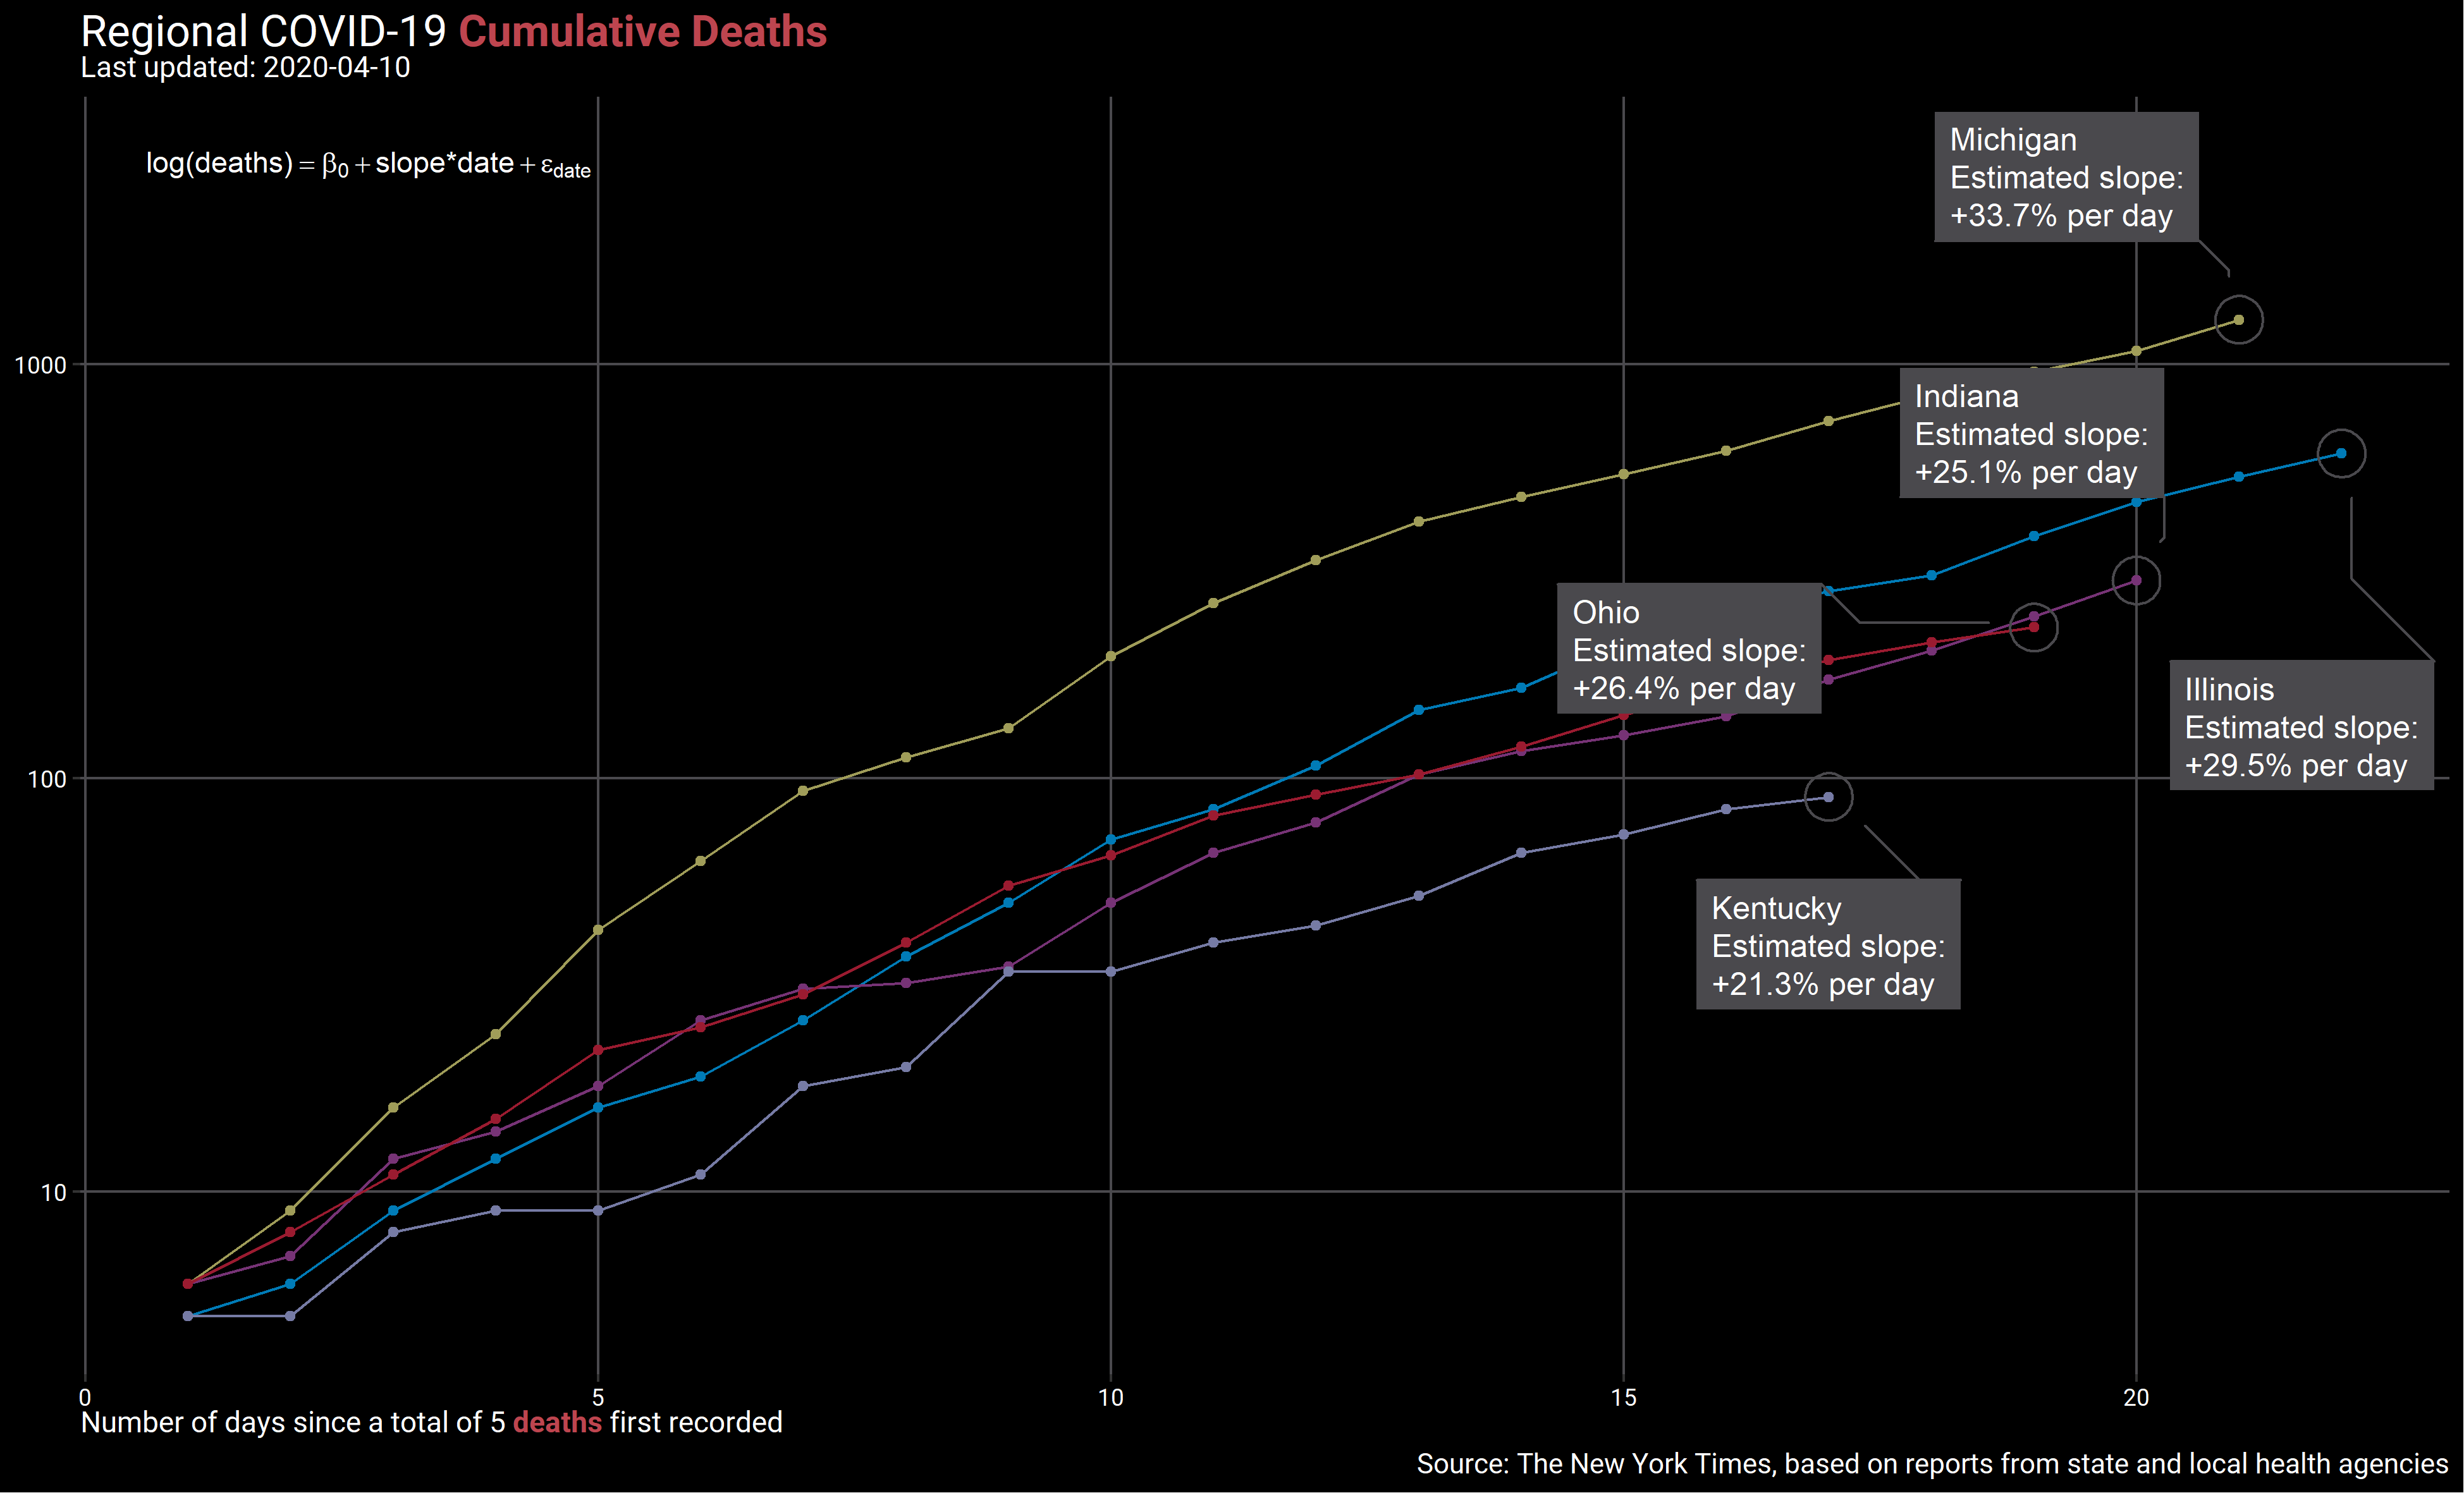 Regional COVID-19 Cumulative Deaths
Last updated: 2020-04-10
log(deaths) = β0 + slope*date + εdate
Michigan
Estimated slope:
+33.7% per day
1000
Indiana
Estimated slope:
+25.1% per day
Ohio
Estimated slope:
+26.4% per day
Illinois
Estimated slope:
+29.5% per day
100
Kentucky
Estimated slope:
+21.3% per day
10
0 5 10 15 20
Number of days since a total of 5 deaths first recorded
Source: The New York Times, based on reports from state and local health agencies